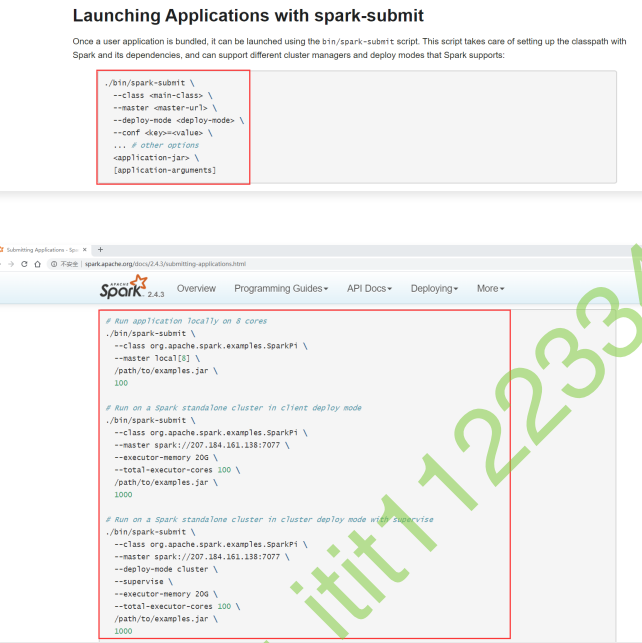 Launching Applications with spark-submit
Once a user application is bundled, it can be launched using the bin/spark-submit script. This script takes care of setting up the classpath with
Spark and its dependencies, and can support different cluster managers and deploy modes that Spark supports:
./bin/spark-submit \
--class <main-class> \
--master <master-url> \
--deploy-mode <deploy-mode> \
--conf <key>=<value> \
... # other options
<application-jar> \
[application-arguments]
Submitting Applications - Spa × +
不安全 | spark.apache.org/docs/2.4.3/submitting-applications.html
APACHE Spark 2.4.3 Overview Programming Guides API Docs Deploying More
# Run application locally on 8 cores
./bin/spark-submit \
--class org.apache.spark.examples.SparkPi \
--master local[8] \
/path/to/examples.jar \
100
# Run on a Spark standalone cluster in client deploy mode
./bin/spark-submit \
--class org.apache.spark.examples.SparkPi \
--master spark://207.184.161.138:7077 \
--executor-memory 20G \
--total-executor-cores 100 \
/path/to/examples.jar \
1000
# Run on a Spark standalone cluster in cluster deploy mode with supervise
./bin/spark-submit \
--class org.apache.spark.examples.SparkPi \
--master spark://207.184.161.138:7077 \
--deploy-mode cluster \
--supervise \
--executor-memory 20G \
--total-executor-cores 100 \
/path/to/examples.jar \
1000